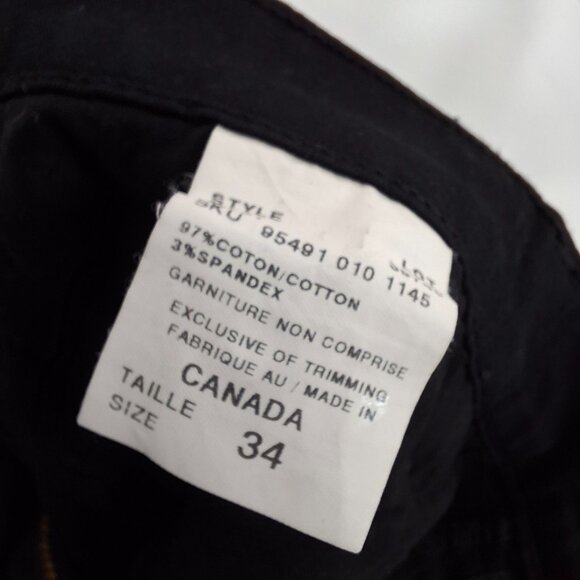 STYLE
SKU 95491 010 1145
97%COTON/COTTON
3%SPANDEX
GARNITURE NON COMPRISE
EXCLUSIVE OF TRIMMING
FABRIQUE AU / MADE IN
CANADA
TAILLE
SIZE 34